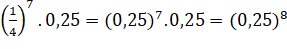 (1/4)⁷ . 0,25 = (0,25)⁷.0,25 = (0,25)⁸